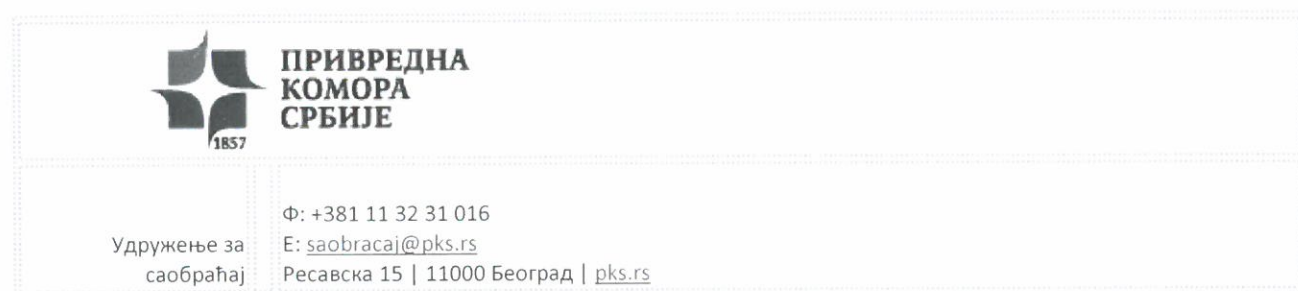 ПРИВРЕДНА
КОМОРА
СРБИЈЕ
1857
Удружење за
саобраћај
Ф: +381 11 32 31 016
Е: saobracaj@pks.rs
Ресавска 15 | 11000 Београд | pks.rs